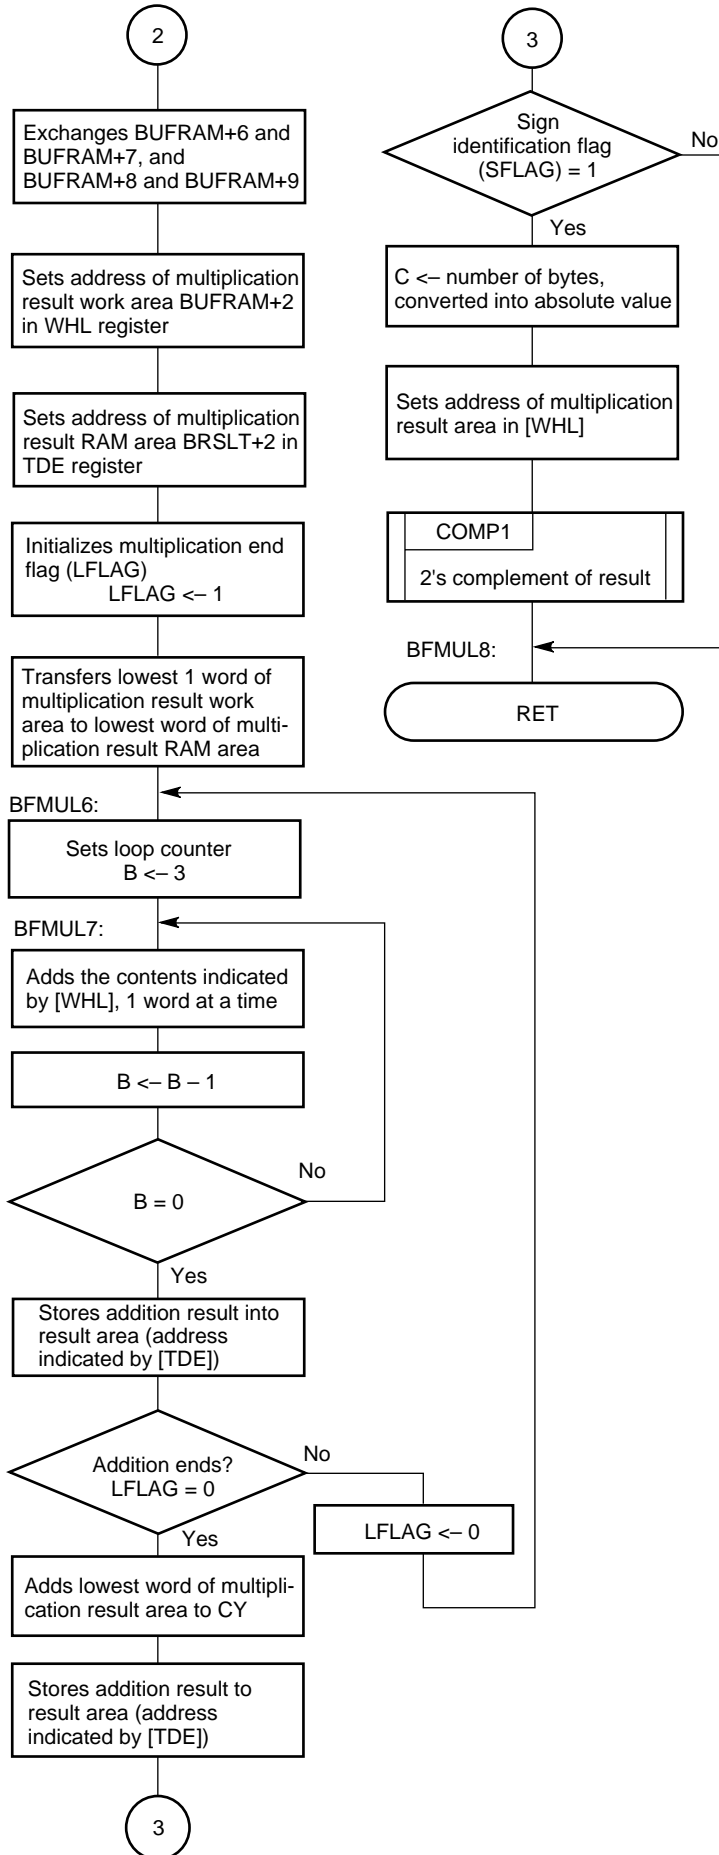 2
Exchanges BUFRAM+6 and
BUFRAM+7, and
BUFRAM+8 and BUFRAM+9
Sets address of multiplication
result work area BUFRAM+2
in WHL register
Sets address of multiplication
result RAM area BRSLT+2 in
TDE register
Initializes multiplication end
flag (LFLAG)
LFLAG <– 1
Transfers lowest 1 word of
multiplication result work
area to lowest word of multi-
plication result RAM area
BFMUL6:
Sets loop counter
B <– 3
BFMUL7:
Adds the contents indicated
by [WHL], 1 word at a time
B <– B – 1
B = 0
No
Yes
Stores addition result into
result area (address
indicated by [TDE])
Addition ends?
LFLAG = 0
No
LFLAG <– 0
Yes
Adds lowest word of multipli-
cation result area to CY
Stores addition result to
result area (address
indicated by [TDE])
3
3
Sign
identification flag
(SFLAG) = 1
No
Yes
C <– number of bytes,
converted into absolute value
Sets address of multiplication
result area in [WHL]
COMP1
2's complement of result
BFMUL8:
RET